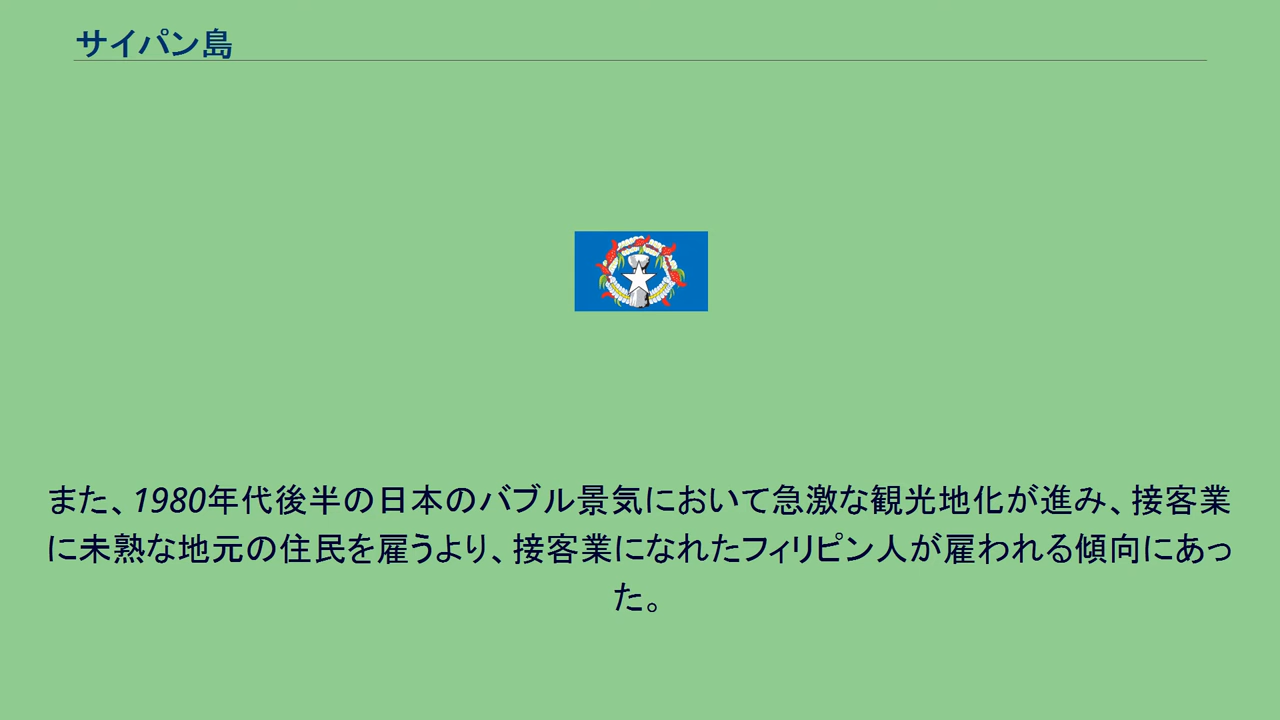 サイパン島
また、1980年代後半の日本のバブル景気において急激な観光地化が進み、接客業
に未熟な地元の住民を雇うより、接客業になれたフィリピン人が雇われる傾向にあっ
た。